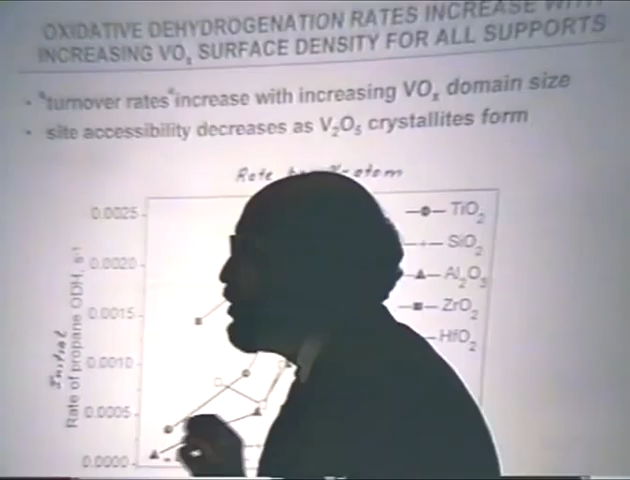 OXIDATIVE DEHYDROGENATION RATES INCREASE WITH
INCREASING VOx SURFACE DENSITY FOR ALL SUPPORTS
· "turnover rates" increase with increasing VOx domain size
· site accessibility decreases as V2O5 crystallites form
Rate -atom
0.0025
0.0020
0.0015
0.0010
0.0005
0.0000
Initial
Rate of propane ODH, s-1
TiO2
SiO2
Al2O3
ZrO2
HfO2